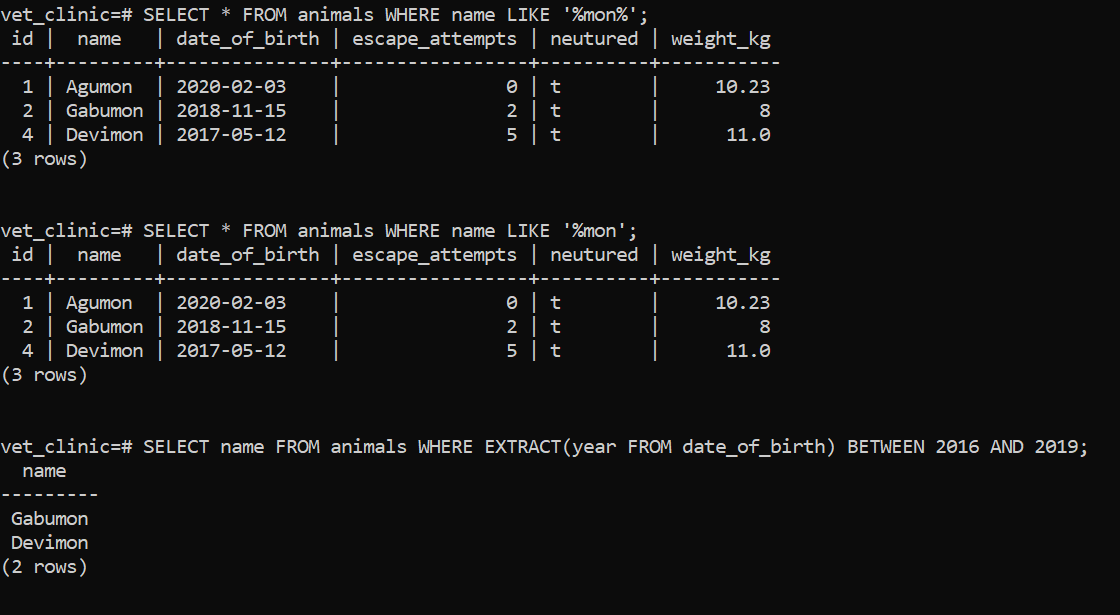 vet_clinic=# SELECT * FROM animals WHERE name LIKE '%mon%';
 id |  name   | date_of_birth | escape_attempts | neutured | weight_kg
----+---------+---------------+-----------------+----------+-----------
  1 | Agumon  | 2020-02-03    |               0 | t        |     10.23
  2 | Gabumon | 2018-11-15    |               2 | t        |         8
  4 | Devimon | 2017-05-12    |               5 | t        |      11.0
(3 rows)
vet_clinic=# SELECT * FROM animals WHERE name LIKE '%mon';
 id |  name   | date_of_birth | escape_attempts | neutured | weight_kg
----+---------+---------------+-----------------+----------+-----------
  1 | Agumon  | 2020-02-03    |               0 | t        |     10.23
  2 | Gabumon | 2018-11-15    |               2 | t        |         8
  4 | Devimon | 2017-05-12    |               5 | t        |      11.0
(3 rows)
vet_clinic=# SELECT name FROM animals WHERE EXTRACT(year FROM date_of_birth) BETWEEN 2016 AND 2019;
  name
---------
 Gabumon
 Devimon
(2 rows)